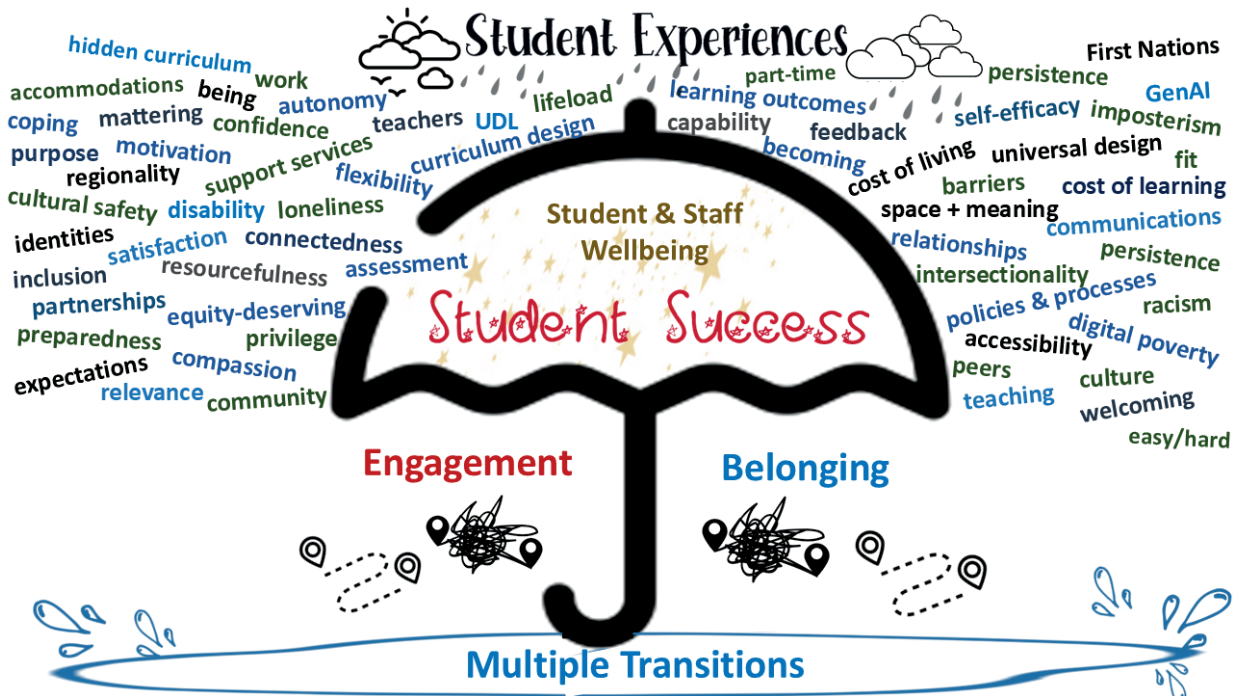 Student Experiences
hidden curriculum
work
accommodations
being
autonomy
coping
mattering
confidence
teachers
UDL
lifeload
purpose
motivation
support services
curriculum design
regionality
flexibility
cultural safety
disability
loneliness
identities
satisfaction
connectedness
inclusion
resourcefulness
assessment
partnerships
equity-deserving
preparedness
privilege
expectations
compassion
relevance
community
part-time
learning outcomes
capability
feedback
becoming
First Nations
persistence
GenAI
self-efficacy
imposterism
cost of living
universal design
fit
barriers
cost of learning
space + meaning
communications
relationships
persistence
intersectionality
policies & processes
racism
digital poverty
accessibility
peers
culture
teaching
welcoming
easy/hard
Student & Staff
Wellbeing
Student Success
Engagement
Belonging
Multiple Transitions